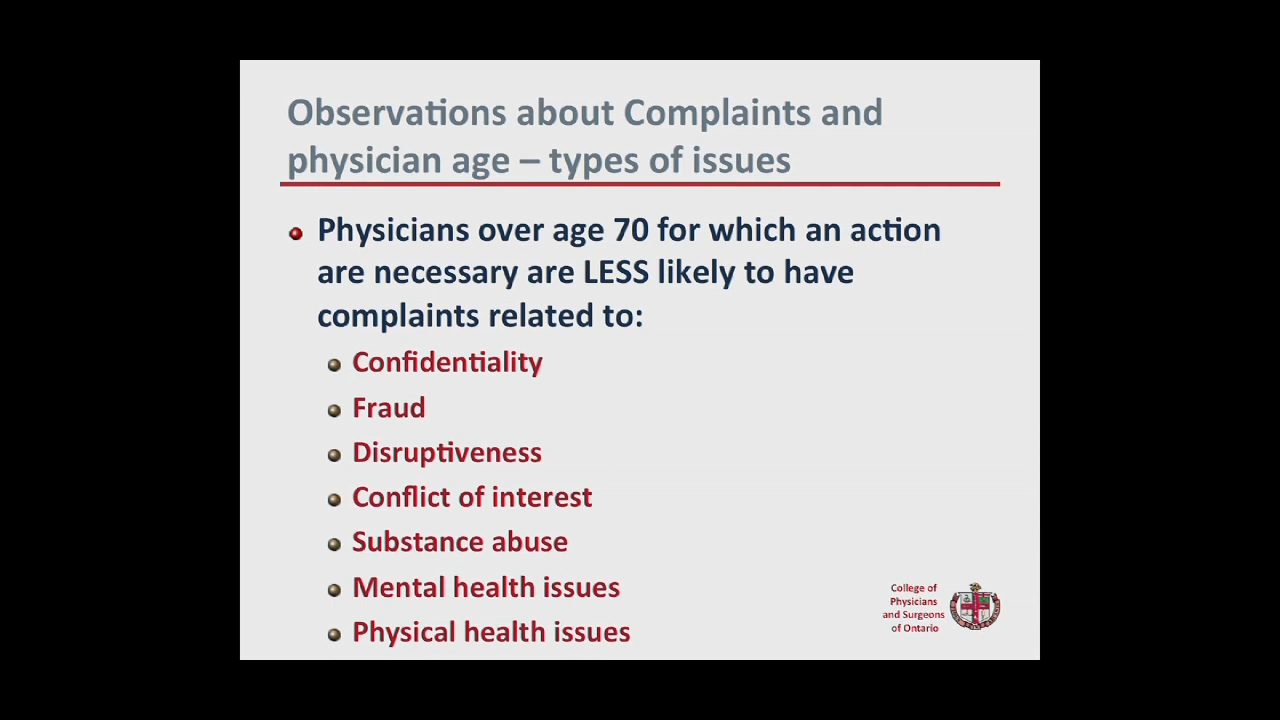 Observations about Complaints and
physician age – types of issues
Physicians over age 70 for which an action
are necessary are LESS likely to have
complaints related to:
Confidentiality
Fraud
Disruptiveness
Conflict of interest
Substance abuse
Mental health issues
Physical health issues
College of
Physicians
and Surgeons
of Ontario